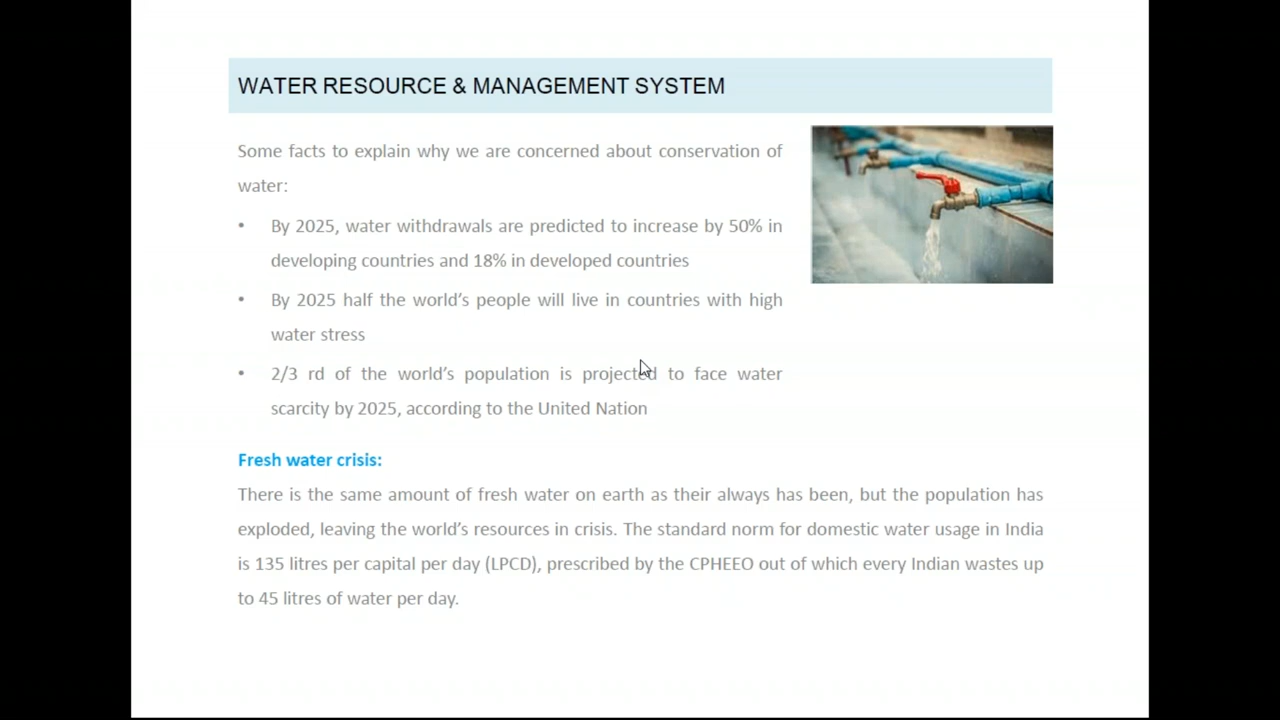 WATER RESOURCE & MANAGEMENT SYSTEM
Some facts to explain why we are concerned about conservation of
water:
• By 2025, water withdrawals are predicted to increase by 50% in
developing countries and 18% in developed countries
• By 2025 half the world’s people will live in countries with high
water stress
• 2/3 rd of the world’s population is projected to face water
scarcity by 2025, according to the United Nation
Fresh water crisis:
There is the same amount of fresh water on earth as their always has been, but the population has
exploded, leaving the world’s resources in crisis. The standard norm for domestic water usage in India
is 135 litres per capital per day (LPCD), prescribed by the CPHEEO out of which every Indian wastes up
to 45 litres of water per day.